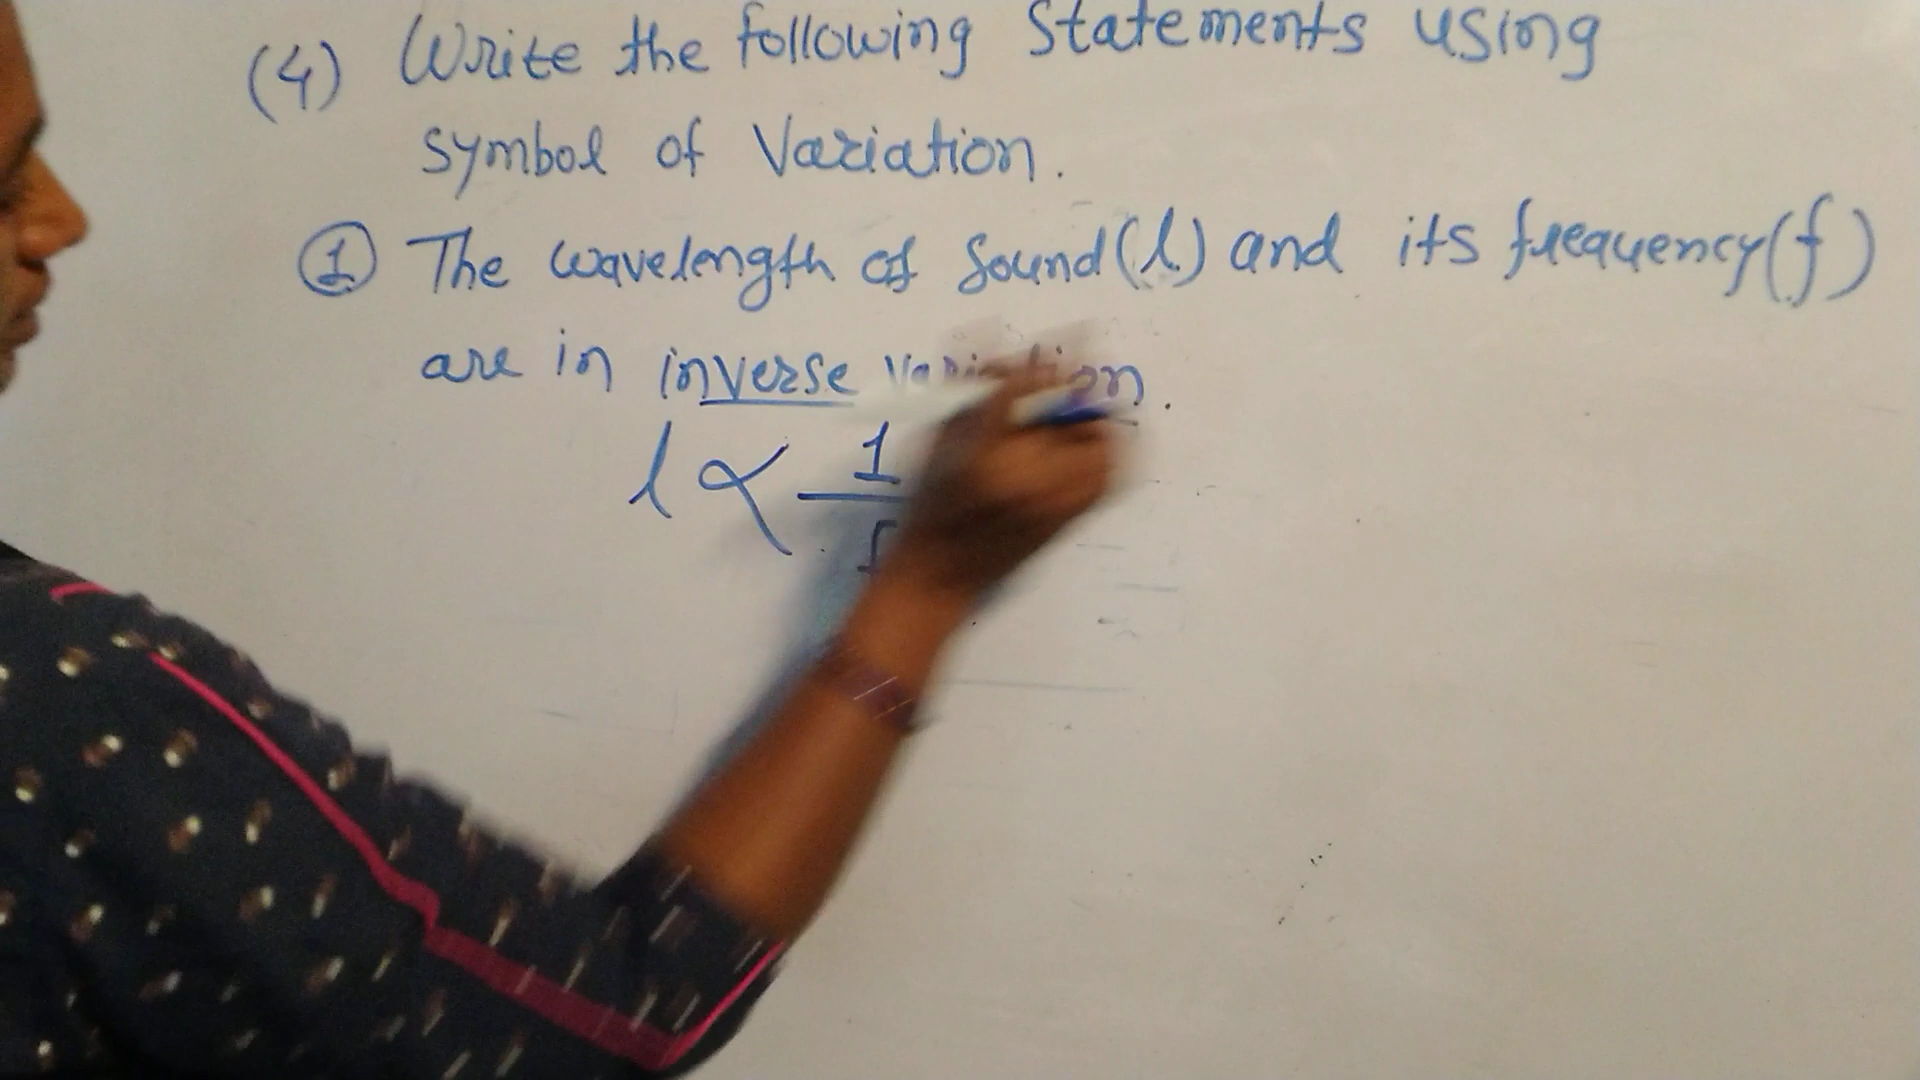 (4) Write the following Statements using
symbol of Variation.
① The wavelength of Sound (l) and its frequency (f)
are in inverse variation.
l ∝ 1/f